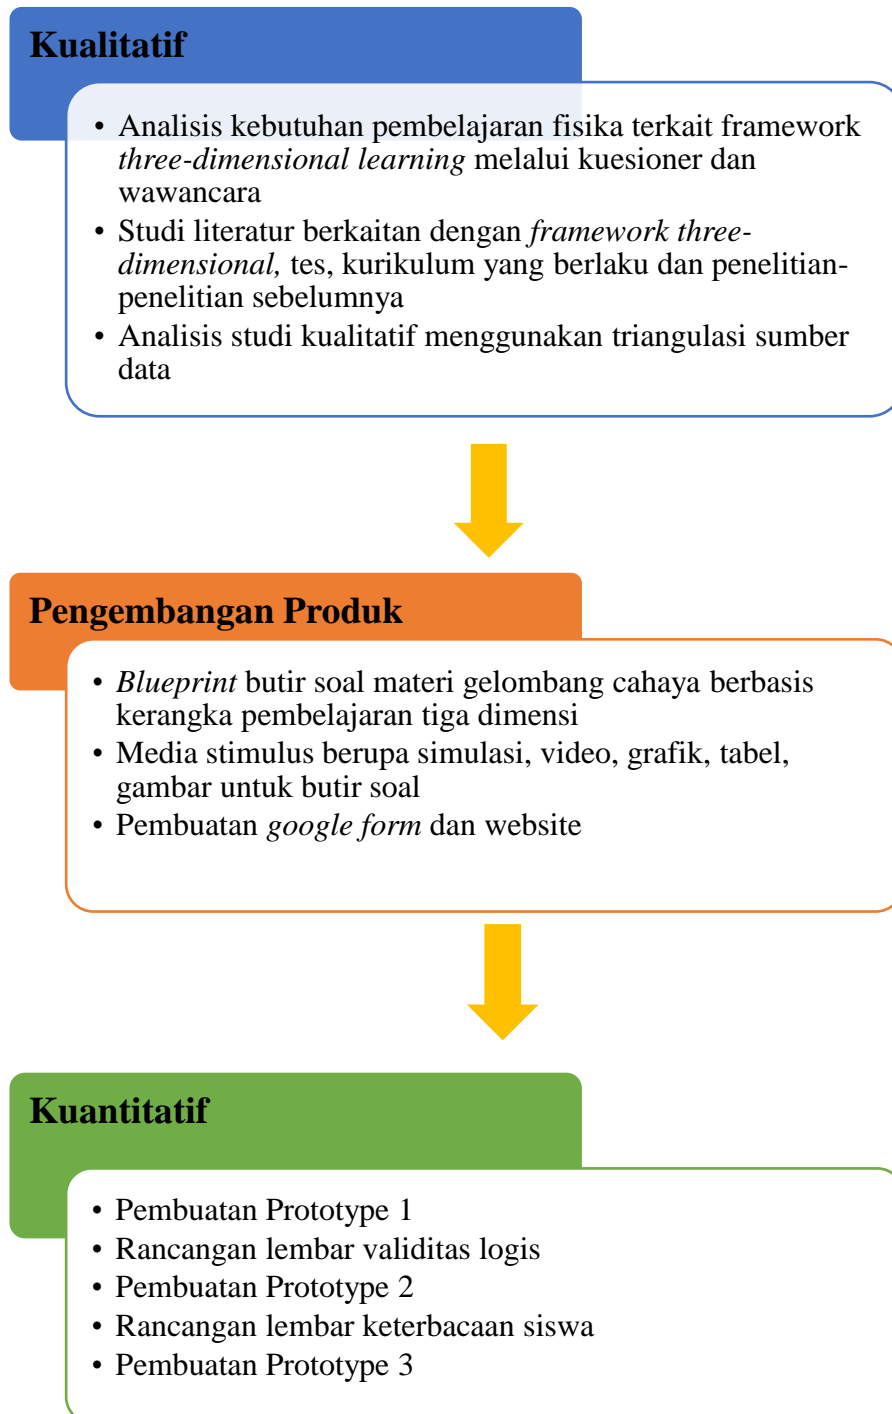 Kualitatif
• Analisis kebutuhan pembelajaran fisika terkait framework
three-dimensional learning melalui kuesioner dan
wawancara
• Studi literatur berkaitan dengan framework three-
dimensional, tes, kurikulum yang berlaku dan penelitian-
penelitian sebelumnya
• Analisis studi kualitatif menggunakan triangulasi sumber
data
Pengembangan Produk
• Blueprint butir soal materi gelombang cahaya berbasis
kerangka pembelajaran tiga dimensi
• Media stimulus berupa simulasi, video, grafik, tabel,
gambar untuk butir soal
• Pembuatan google form dan website
Kuantitatif
• Pembuatan Prototype 1
• Rancangan lembar validitas logis
• Pembuatan Prototype 2
• Rancangan lembar keterbacaan siswa
• Pembuatan Prototype 3